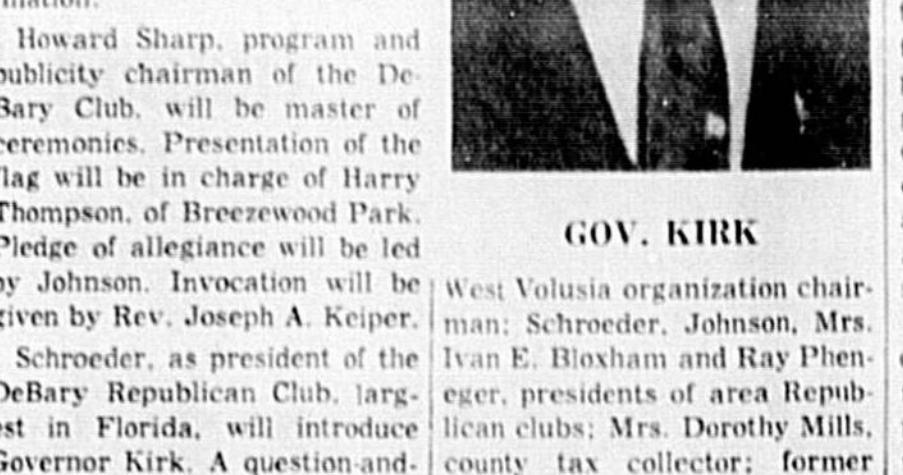 Howard Sharp, program and
publicity chairman of the De-
Bary Club, will be master of
ceremonies. Presentation of the
flag will be in charge of Harry
Thompson, of Breezewood Park.
Pledge of allegiance will be led
by Johnson. Invocation will be
given by Rev. Joseph A. Keiper.
Schroeder, as president of the
DeBary Republican Club, larg-
est in Florida, will introduce
Governor Kirk. A question-and-
GOV. KIRK
West Volusia organization chair-
man; Schroeder, Johnson, Mrs.
Ivan E. Bloxham and Ray Phen-
eger, presidents of area Repub-
lican clubs; Mrs. Dorothy Mills,
county tax collector; former